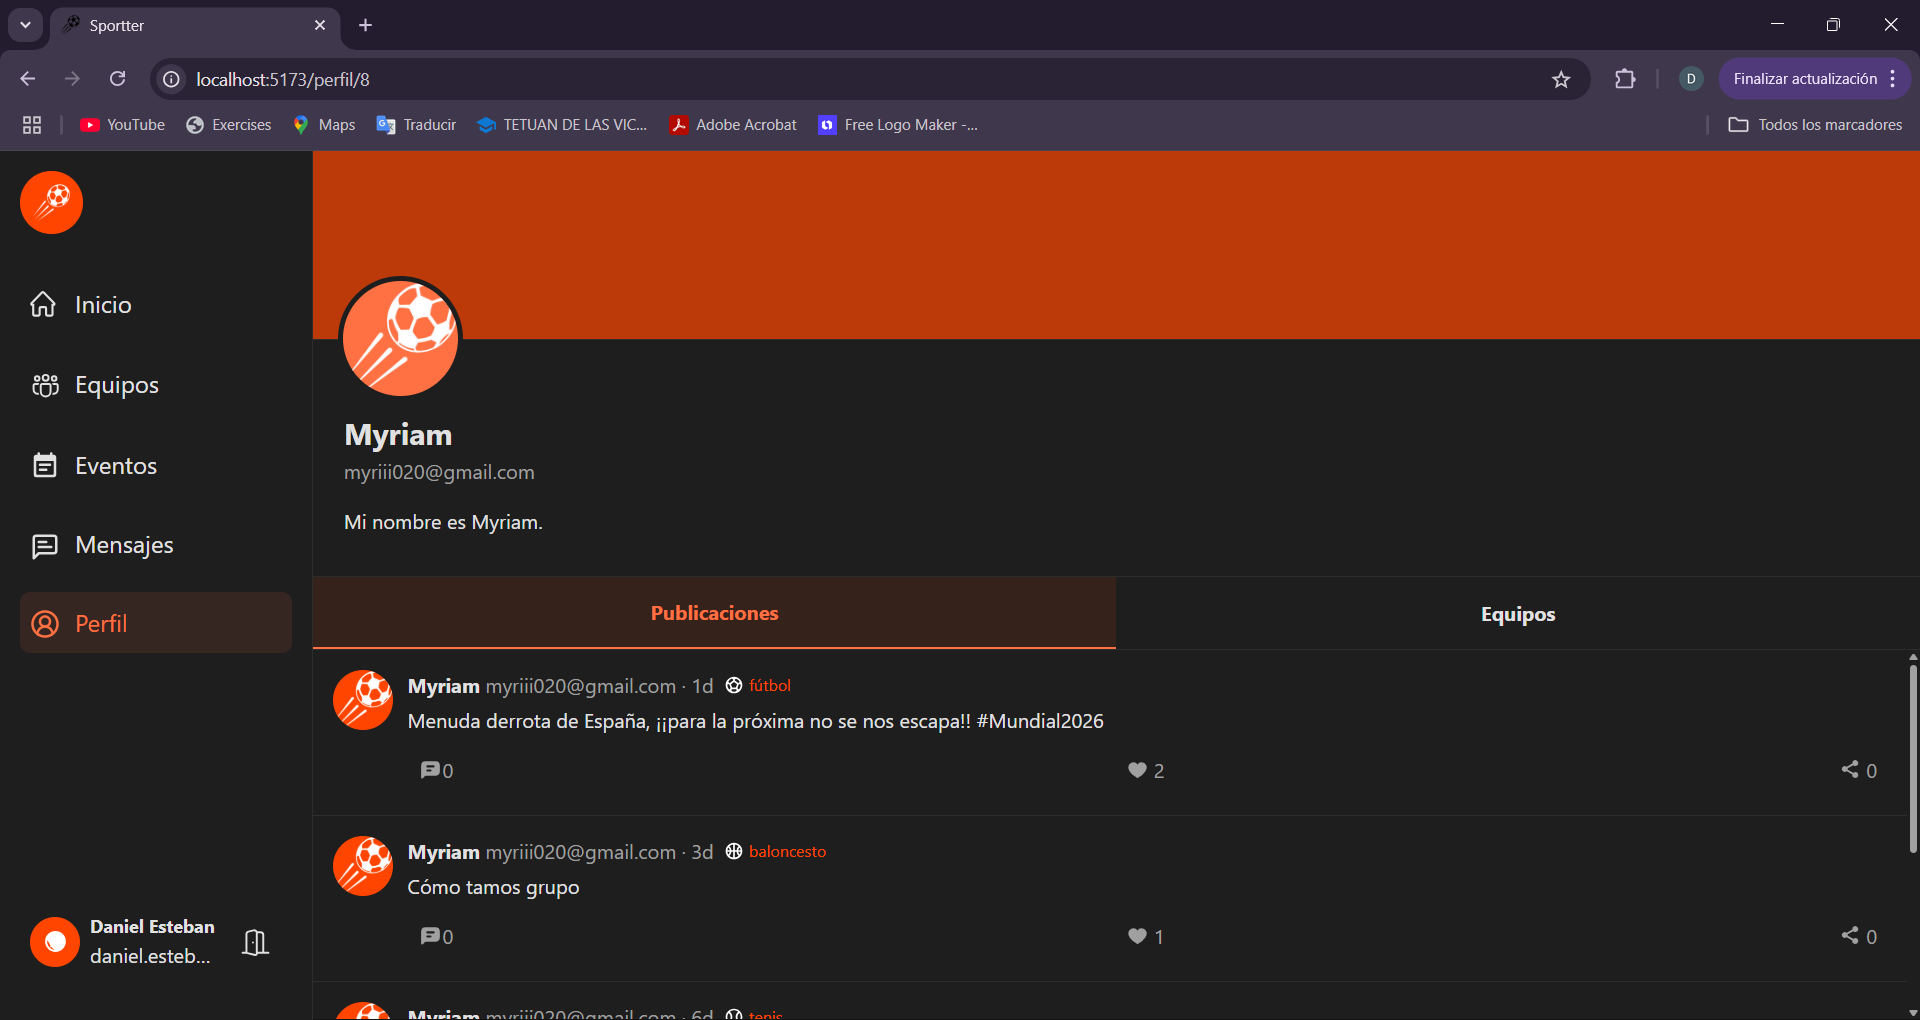 Sportter
localhost:5173/perfil/8
D
Finalizar actualización
YouTube
Exercises
Maps
Traducir
TETUAN DE LAS VIC...
Adobe Acrobat
Free Logo Maker -...
Todos los marcadores
Inicio
Equipos
Eventos
Mensajes
Perfil
Daniel Esteban
daniel.esteb...
Myriam
myriii020@gmail.com
Mi nombre es Myriam.
Publicaciones
Equipos
Myriam myriii020@gmail.com · 1d fútbol
Menuda derrota de España, ¡¡para la próxima no se nos escapa!! #Mundial2026
0 2 0
Myriam myriii020@gmail.com · 3d baloncesto
Cómo tamos grupo
0 1 0
Myriam myriii020@gmail.com · 6d tenis